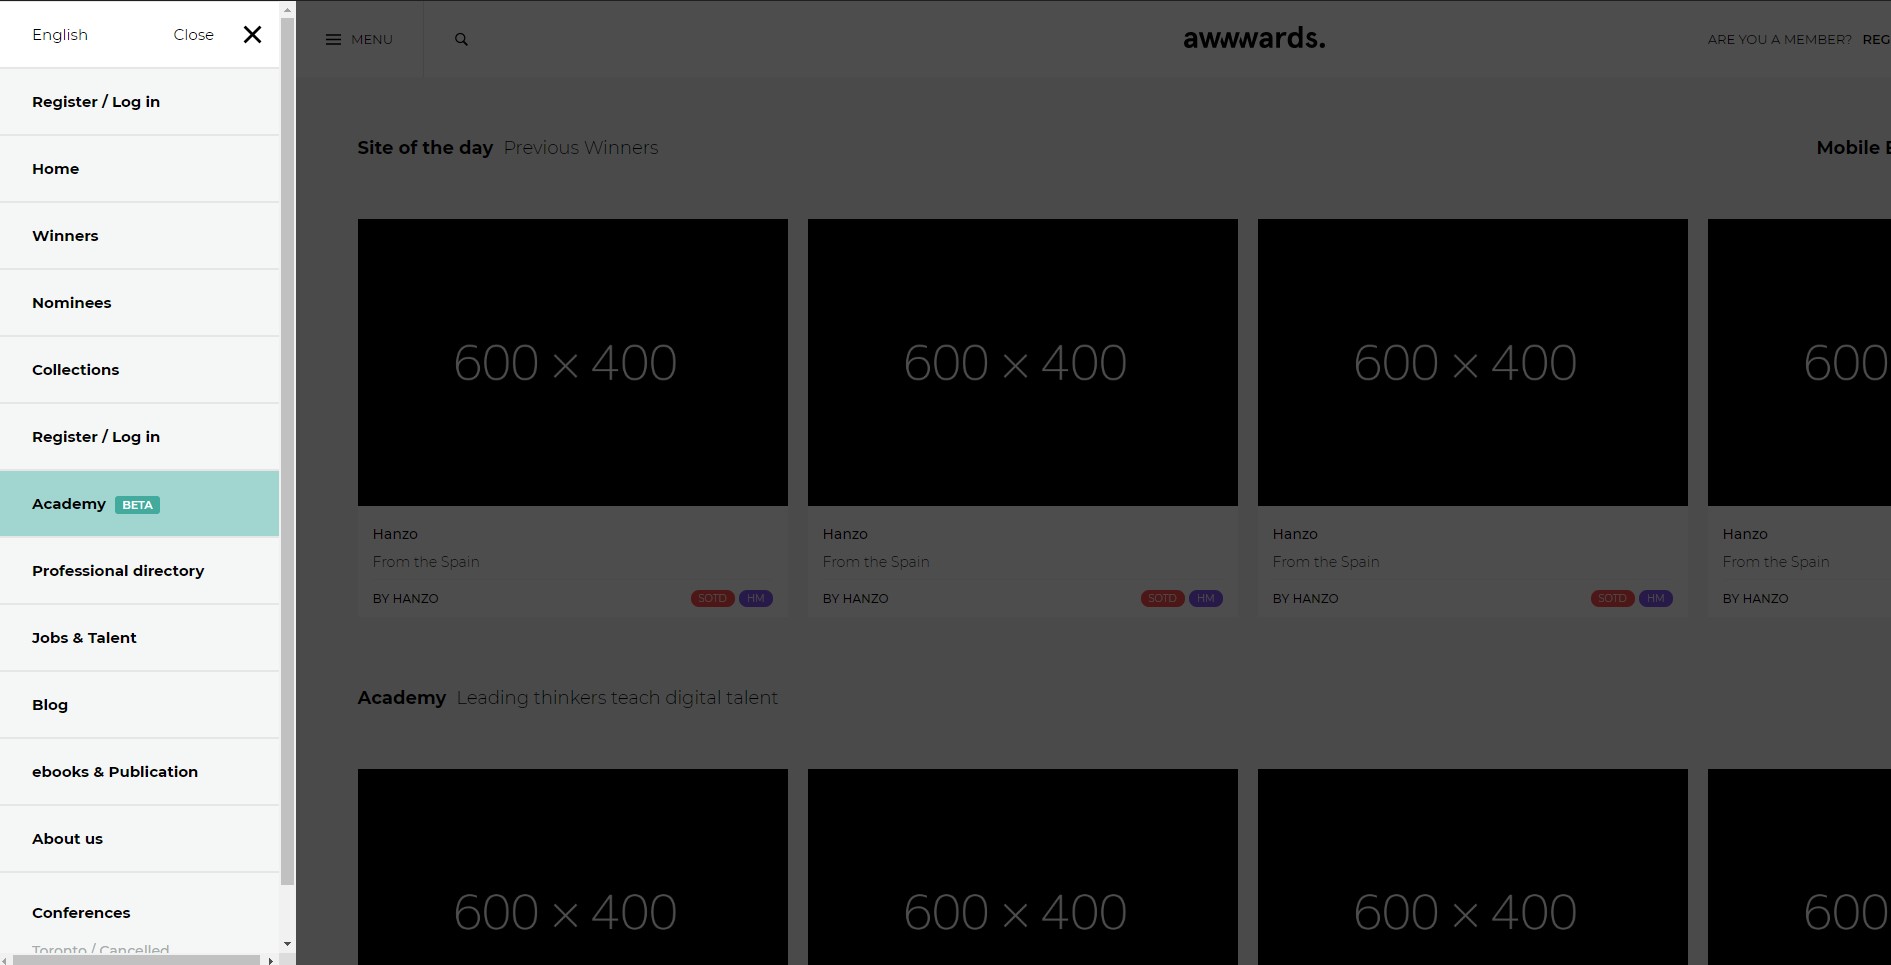 English
Close
Register / Log in
Home
Winners
Nominees
Collections
Register / Log in
Academy BETA
Professional directory
Jobs & Talent
Blog
ebooks & Publication
About us
Conferences
Toronto / Cancelled
MENU
awwwards.
ARE YOU A MEMBER? REG
Site of the day Previous Winners
Mobile E
600 × 400
600 × 400
600 × 400
600
Hanzo
From the Spain
BY HANZO
SOTD HM
Hanzo
From the Spain
BY HANZO
SOTD HM
Hanzo
From the Spain
BY HANZO
SOTD HM
Hanzo
From the Spain
BY HANZO
Academy Leading thinkers teach digital talent
600 × 400
600 × 400
600 × 400
600